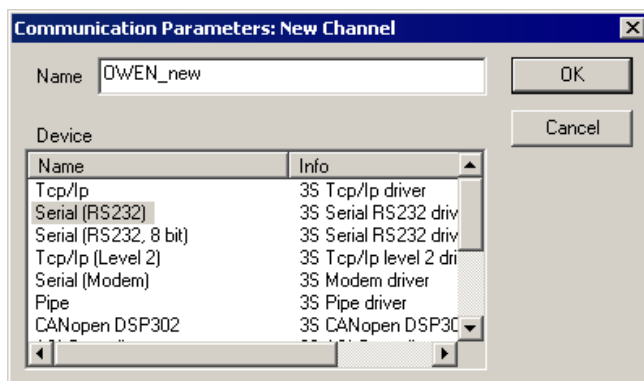 Communication Parameters: New Channel
Name OWEN_new OK
Cancel
Device
Name Info
Tcp/Ip 3S Tcp/Ip driver
Serial (RS232) 3S Serial RS232 driv
Serial (RS232, 8 bit) 3S Serial RS232 driv
Tcp/Ip (Level 2) 3S Tcp/Ip level 2 dri
Serial (Modem) 3S Modem driver
Pipe 3S Pipe driver
CANopen DSP302 3S CANopen DSP30